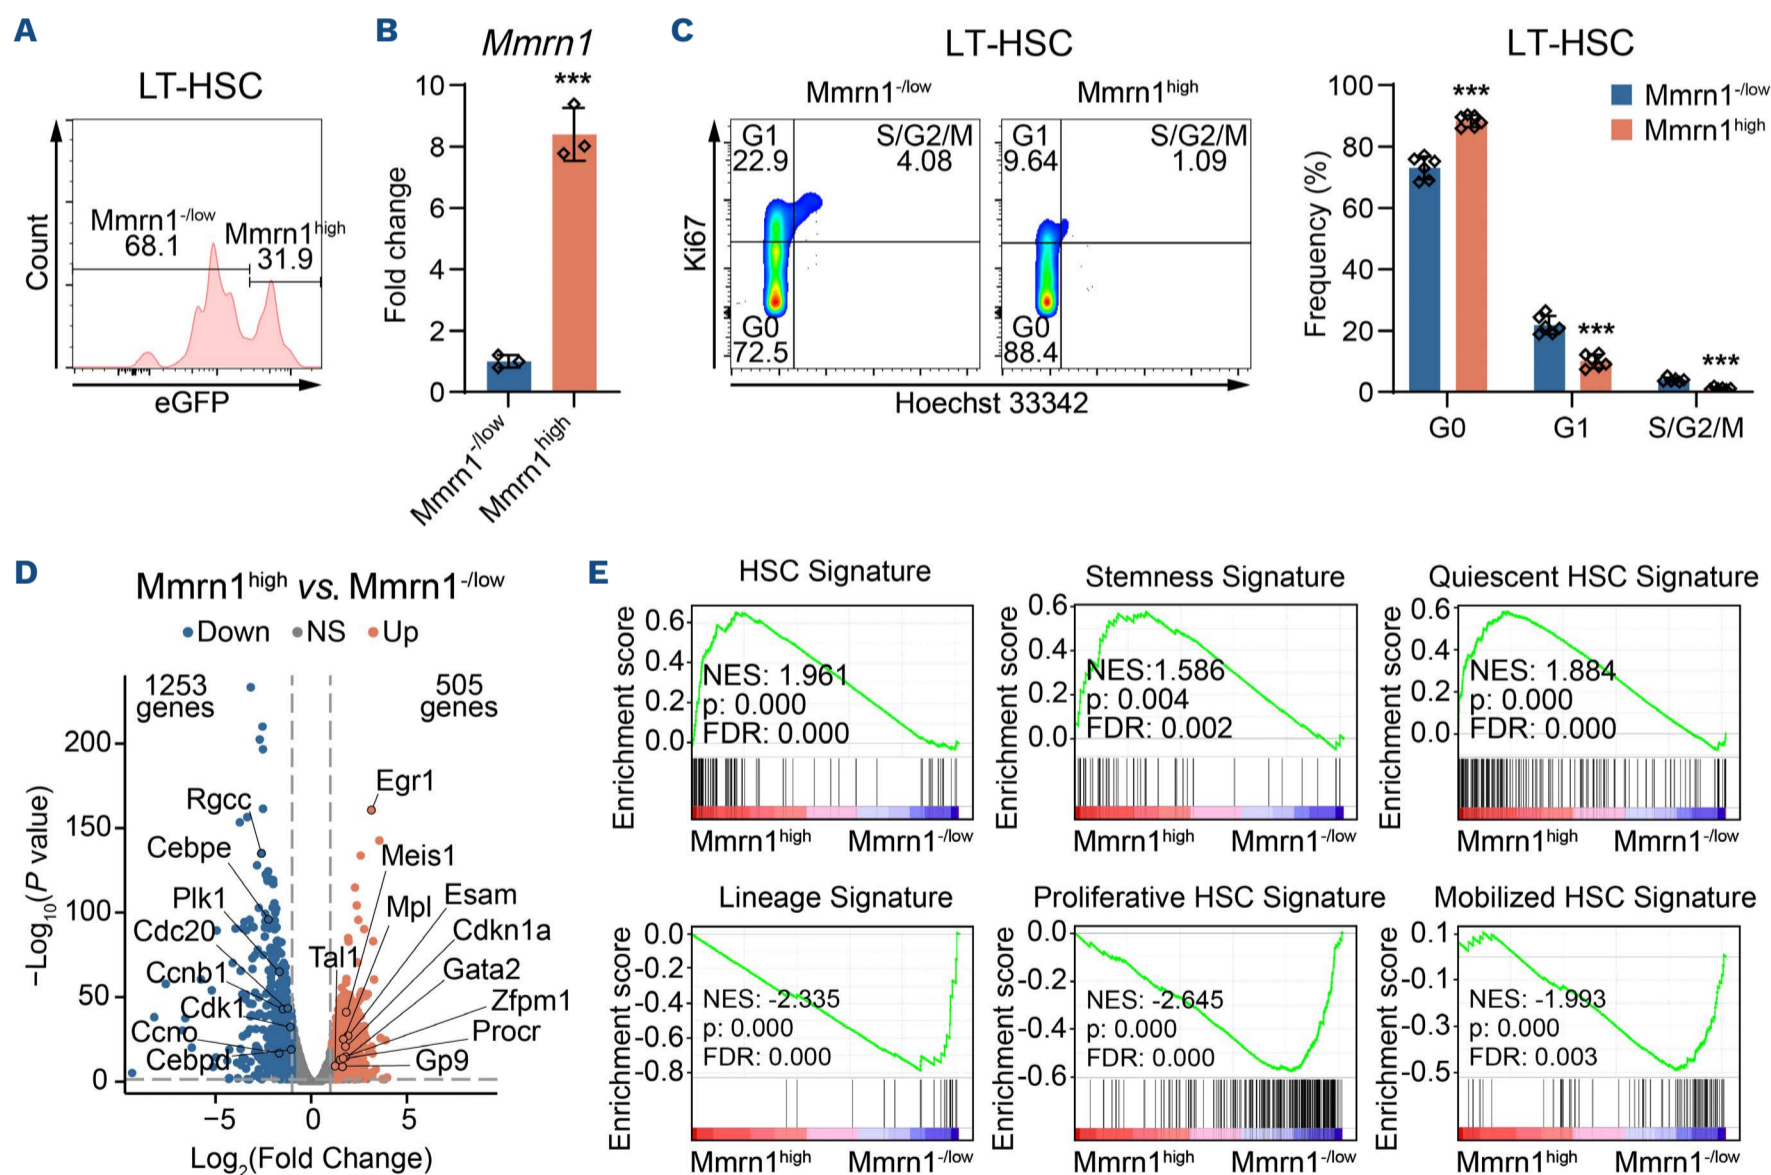 A
LT-HSC
Count
Mmrn1-/low
68.1
Mmrn1high
31.9
eGFP
B
Mmrn1
***
Fold change
10
8
6
4
2
0
Mmrn1-/low
Mmrn1high
C
LT-HSC
Mmrn1-/low
Mmrn1high
G1
22.9
S/G2/M
4.08
G0
72.5
G1
9.64
S/G2/M
1.09
G0
88.4
Ki67
Hoechst 33342
LT-HSC
Mmrn1-/low
Mmrn1high
Frequency (%)
100
80
60
40
20
0
***
***
***
G0
G1
S/G2/M
D
Mmrn1high vs. Mmrn1-/low
Down NS Up
1253
genes
505
genes
−Log10(P value)
200
150
100
50
0
Rgcc
Cebpe
Plk1
Cdc20
Ccnb1
Cdk1
Ccno
Cebpd
Egr1
Meis1
Mpl
Esam
Tal1
Cdkn1a
Gata2
Zfpm1
Procr
Gp9
−5
0
5
Log2(Fold Change)
E
HSC Signature
Enrichment score
0.6
0.4
0.2
0.0
NES: 1.961
p: 0.000
FDR: 0.000
Mmrn1high
Mmrn1-/low
Stemness Signature
Enrichment score
0.6
0.4
0.2
0.0
NES:1.586
p: 0.004
FDR: 0.002
Mmrn1high
Mmrn1-/low
Quiescent HSC Signature
Enrichment score
0.6
0.4
0.2
0.0
NES: 1.884
p: 0.000
FDR: 0.000
Mmrn1high
Mmrn1-/low
Lineage Signature
Enrichment score
0.0
-0.2
-0.4
-0.6
-0.8
NES: -2.335
p: 0.000
FDR: 0.000
Mmrn1high
Mmrn1-/low
Proliferative HSC Signature
Enrichment score
0.0
-0.2
-0.4
-0.6
NES: -2.645
p: 0.000
FDR: 0.000
Mmrn1high
Mmrn1-/low
Mobilized HSC Signature
Enrichment score
0.1
-0.1
-0.3
-0.5
NES: -1.993
p: 0.000
FDR: 0.003
Mmrn1high
Mmrn1-/low